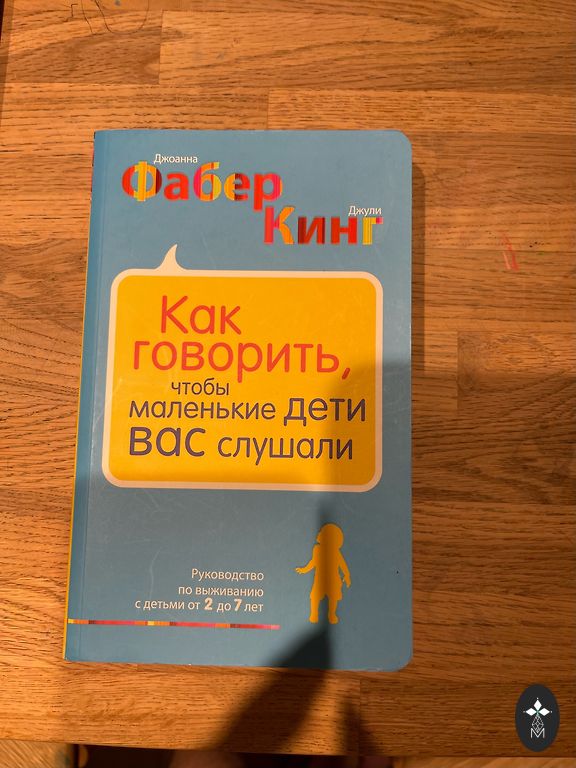 Джоанна
Фабер
Джули
Кинг
Как
говорить,
чтобы
маленькие дети
вас слушали
Руководство
по выживанию
с детьми от 2 до 7 лет
M